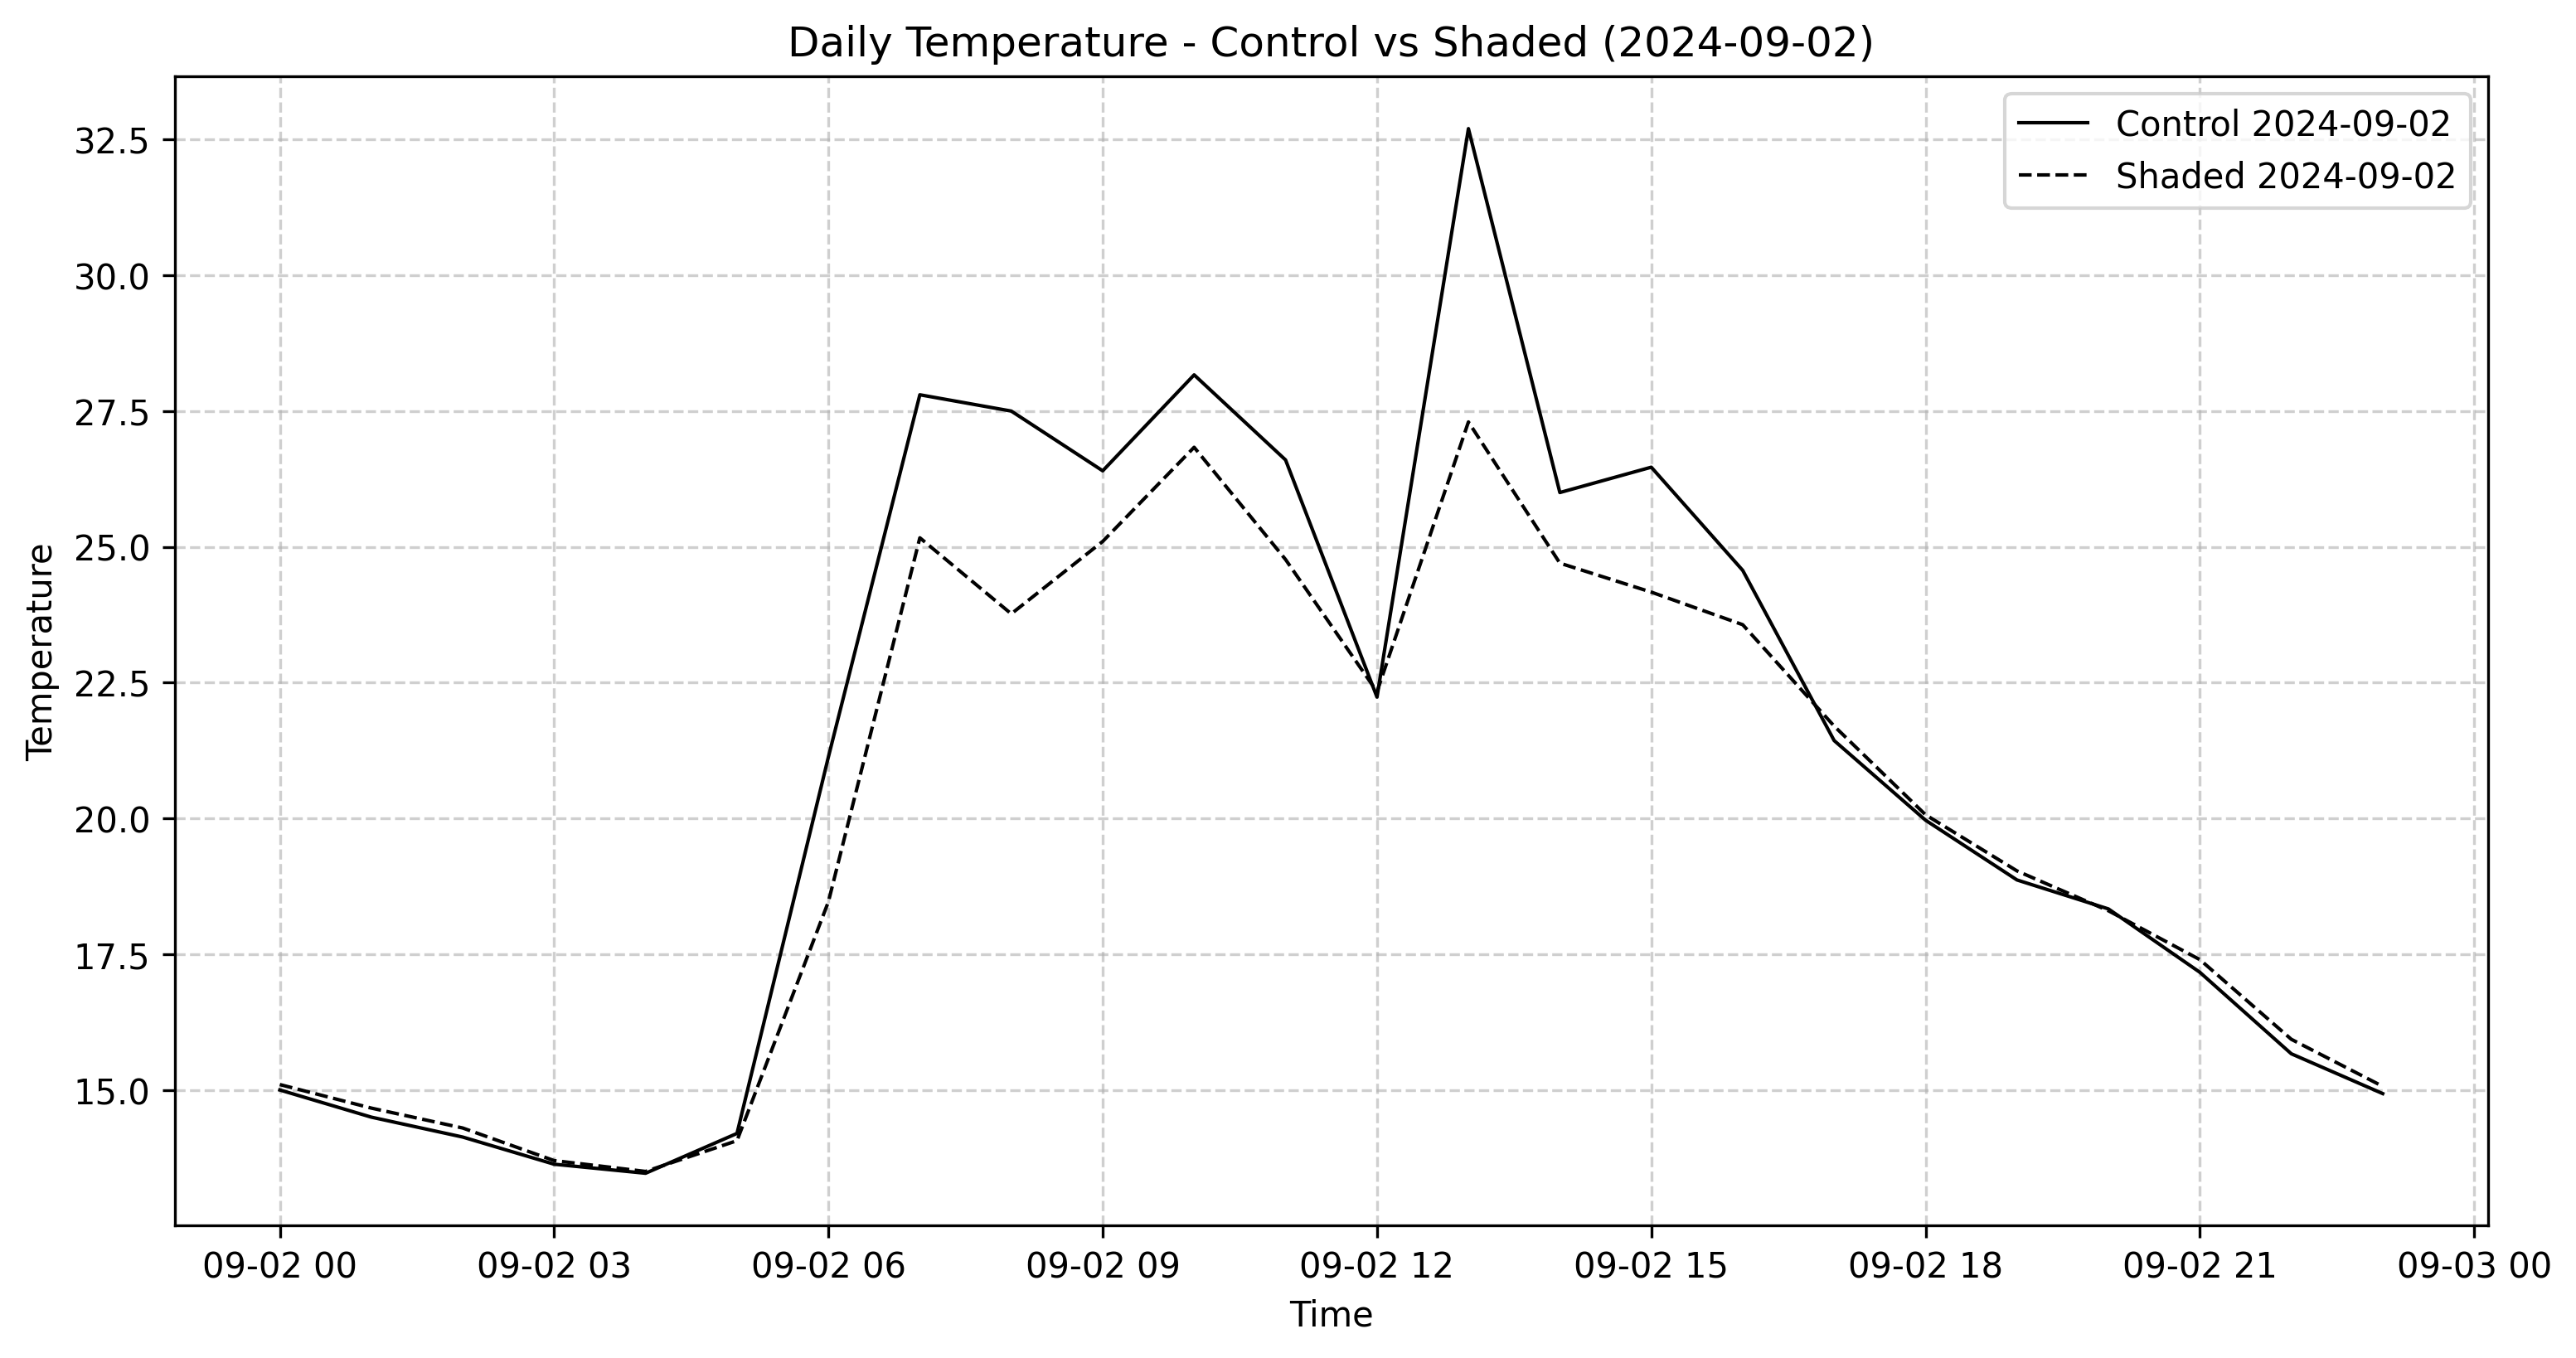 Daily Temperature - Control vs Shaded (2024-09-02)
Control 2024-09-02
Shaded 2024-09-02
Temperature
32.5
30.0
27.5
25.0
22.5
20.0
17.5
15.0
09-02 00 09-02 03 09-02 06 09-02 09 09-02 12 09-02 15 09-02 18 09-02 21 09-03 00
Time